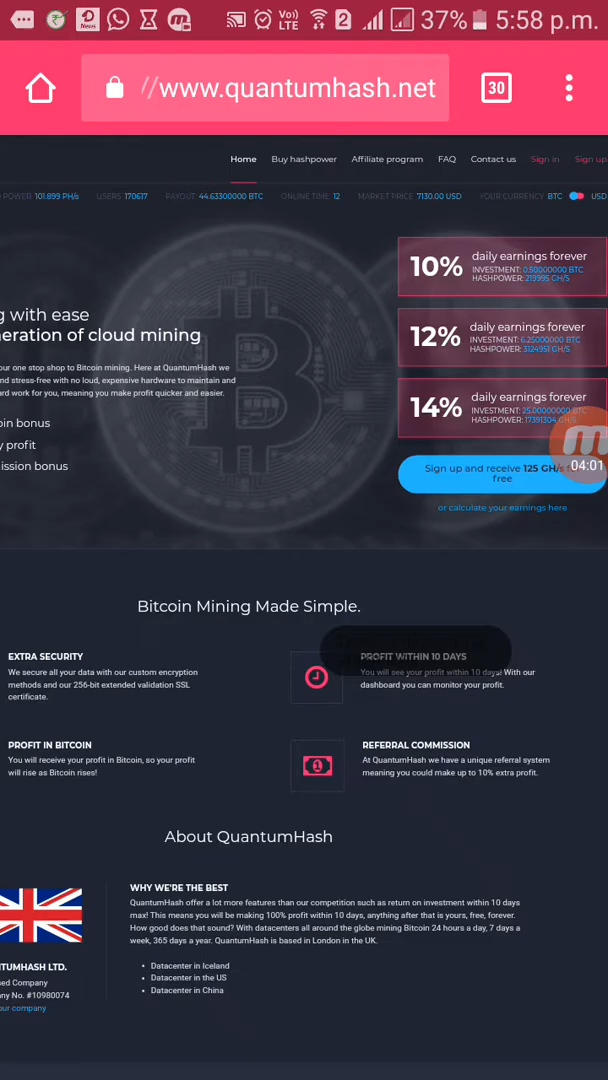 Vo) LTE 2 37% 5:58 p.m.
//www.quantumhash.net 30
Home Buy hashpower Affiliate program FAQ Contact us Sign in Sign up
POWER: 101.899 PH/s USERS: 170617 PAYOUT: 44.63300000 BTC ONLINE TIME: 12 MARKET PRICE: 7130.00 USD YOUR CURRENCY: BTC USD
10% daily earnings forever
INVESTMENT: 0.50000000 BTC
HASHPOWER: 219995 GH/S
g with ease
neration of cloud mining
12% daily earnings forever
INVESTMENT: 6.25000000 BTC
HASHPOWER: 3124951 GH/S
our one stop shop to Bitcoin mining. Here at QuantumHash we
nd stress-free with no loud, expensive hardware to maintain and
ard work for you, meaning you make profit quicker and easier.
14% daily earnings forever
INVESTMENT: 25.00000000 BTC
HASHPOWER: 17391304 GH/S
oin bonus
y profit
ission bonus
04:01
Sign up and receive 125 GH/s
free
or calculate your earnings here
Bitcoin Mining Made Simple.
EXTRA SECURITY
We secure all your data with our custom encryption
methods and our 256-bit extended validation SSL
certificate.
PROFIT WITHIN 10 DAYS
You will see your profit within 10 days! With our
dashboard you can monitor your profit.
PROFIT IN BITCOIN
You will receive your profit in Bitcoin, so your profit
will rise as Bitcoin rises!
REFERRAL COMMISSION
At QuantumHash we have a unique referral system
meaning you could make up to 10% extra profit.
About QuantumHash
WHY WE'RE THE BEST
QuantumHash offer a lot more features than our competition such as return on investment within 10 days
max! This means you will be making 100% profit within 10 days, anything after that is yours, free, forever.
How good does that sound? With datacenters all around the globe mining Bitcoin 24 hours a day, 7 days a
week, 365 days a year. QuantumHash is based in London in the UK.
• Datacenter in Iceland
• Datacenter in the US
• Datacenter in China
NTUMHASH LTD.
sed Company
ny No. #10980074
our company